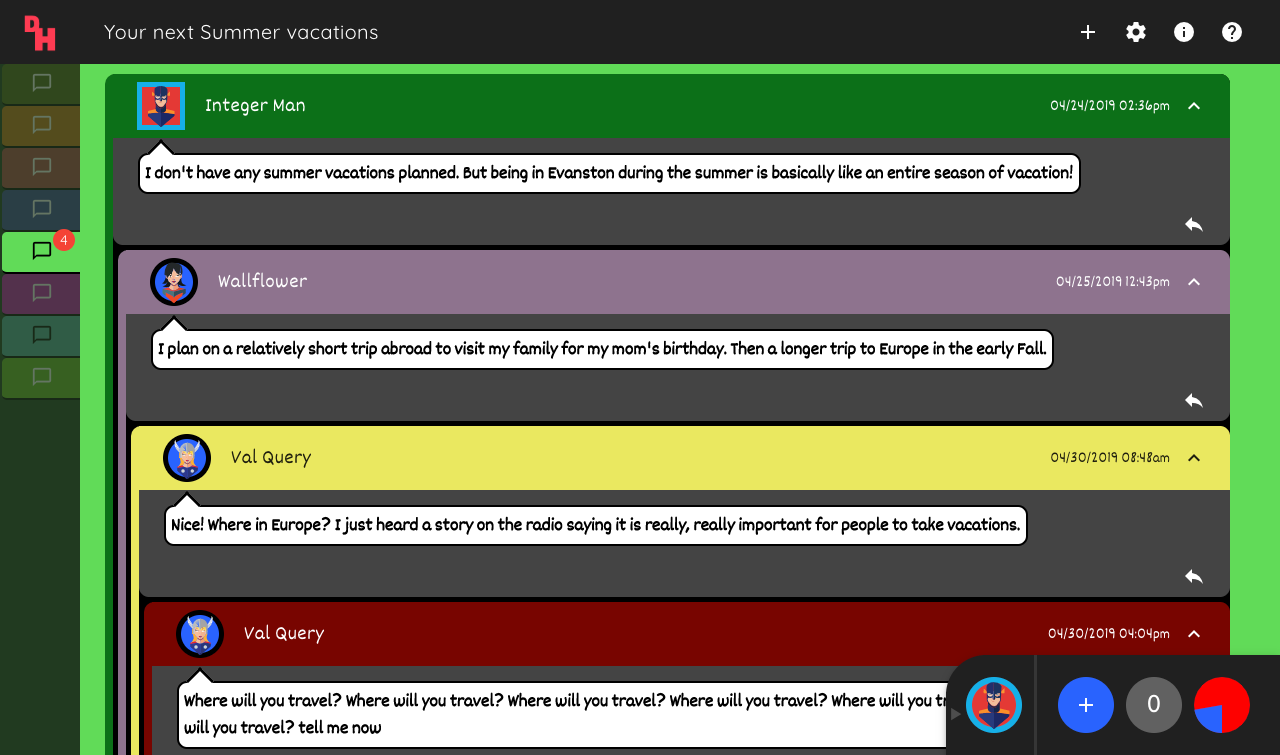 DH
Your next Summer vacations
4
Integer Man
04/24/2019 02:36pm
I don't have any summer vacations planned. But being in Evanston during the summer is basically like an entire season of vacation!
Wallflower
04/25/2019 12:43pm
I plan on a relatively short trip abroad to visit my family for my mom's birthday. Then a longer trip to Europe in the early Fall.
Val Query
04/30/2019 08:48am
Nice! Where in Europe? I just heard a story on the radio saying it is really, really important for people to take vacations.
Val Query
04/30/2019 04:04pm
Where will you travel? Where will you travel? Where will you travel? Where will you travel? Where will you
will you travel? tell me now
0